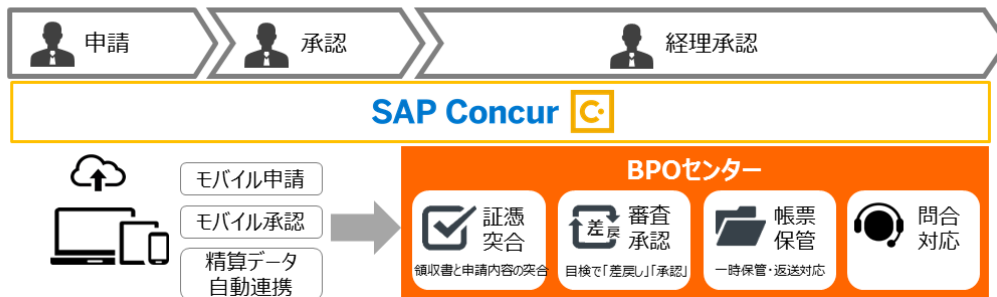 申請
承認
経理承認
SAP Concur C.
モバイル申請
モバイル承認
精算データ
自動連携
BPOセンター
証憑
突合
領収書と申請内容の突合
差戻
審査
承認
目検で「差戻し」「承認」
帳票
保管
一時保管・返送対応
問合
対応